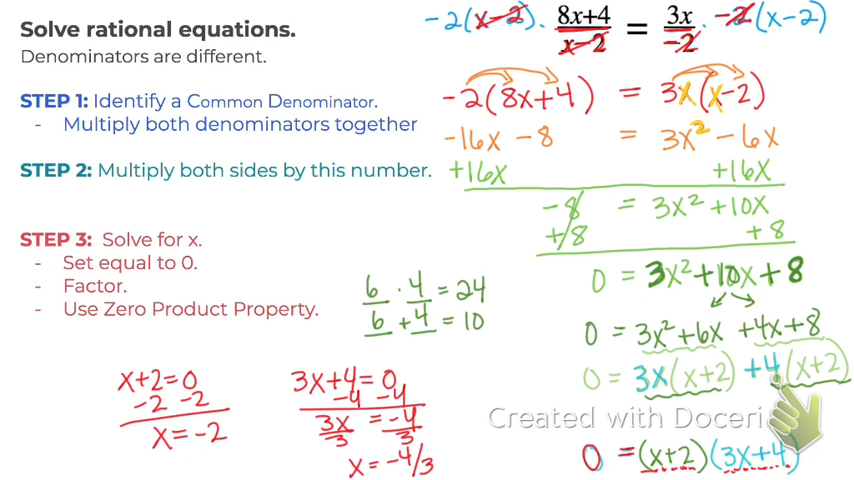 Solve rational equations.
Denominators are different.
STEP 1: Identify a Common Denominator.
- Multiply both denominators together
STEP 2: Multiply both sides by this number.
STEP 3: Solve for x.
- Set equal to 0.
- Factor.
- Use Zero Product Property.
-2(x-2) · (8x+4)/(x-2) = 3x/-2 · -2(x-2)
-2(8x+4) = 3x(x-2)
-16x -8 = 3x² -6x
+16x +16x
-8 = 3x² +10x
+8 +8
0 = 3x² +10x +8
6 · 4 = 24
6 + 4 = 10
0 = 3x² +6x +4x+8
0 = 3x(x+2) +4(x+2)
0 = (x+2)(3x+4)
x+2=0
-2 -2
x = -2
3x+4=0
-4 -4
3x/3 = -4/3
x = -4/3
Created with Doceri